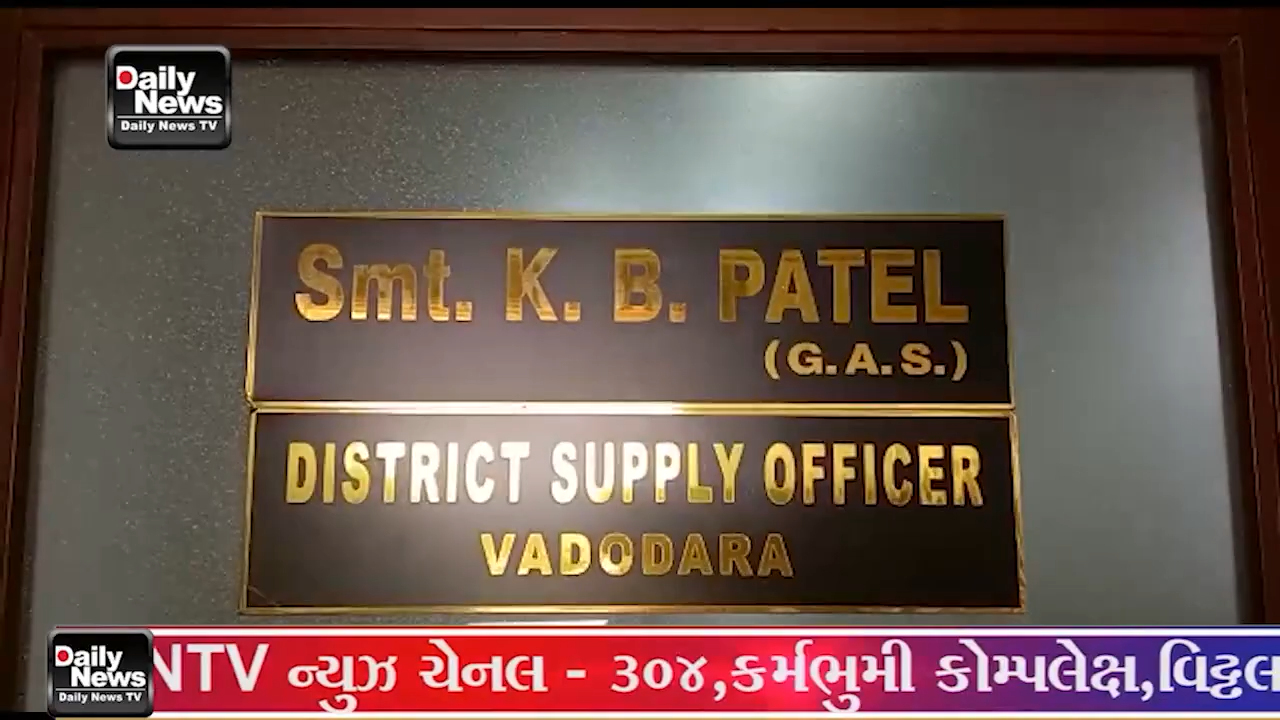 Daily
News
Daily News TV
Smt. K. B. PATEL
(G.A.S.)
DISTRICT SUPPLY OFFICER
VADODARA
Daily
News
Daily News TV
NTV ન્યુઝ ચેનલ - ૩૦૪,કર્મભુમી કોમ્પલેક્ષ,વિટ્ટલ